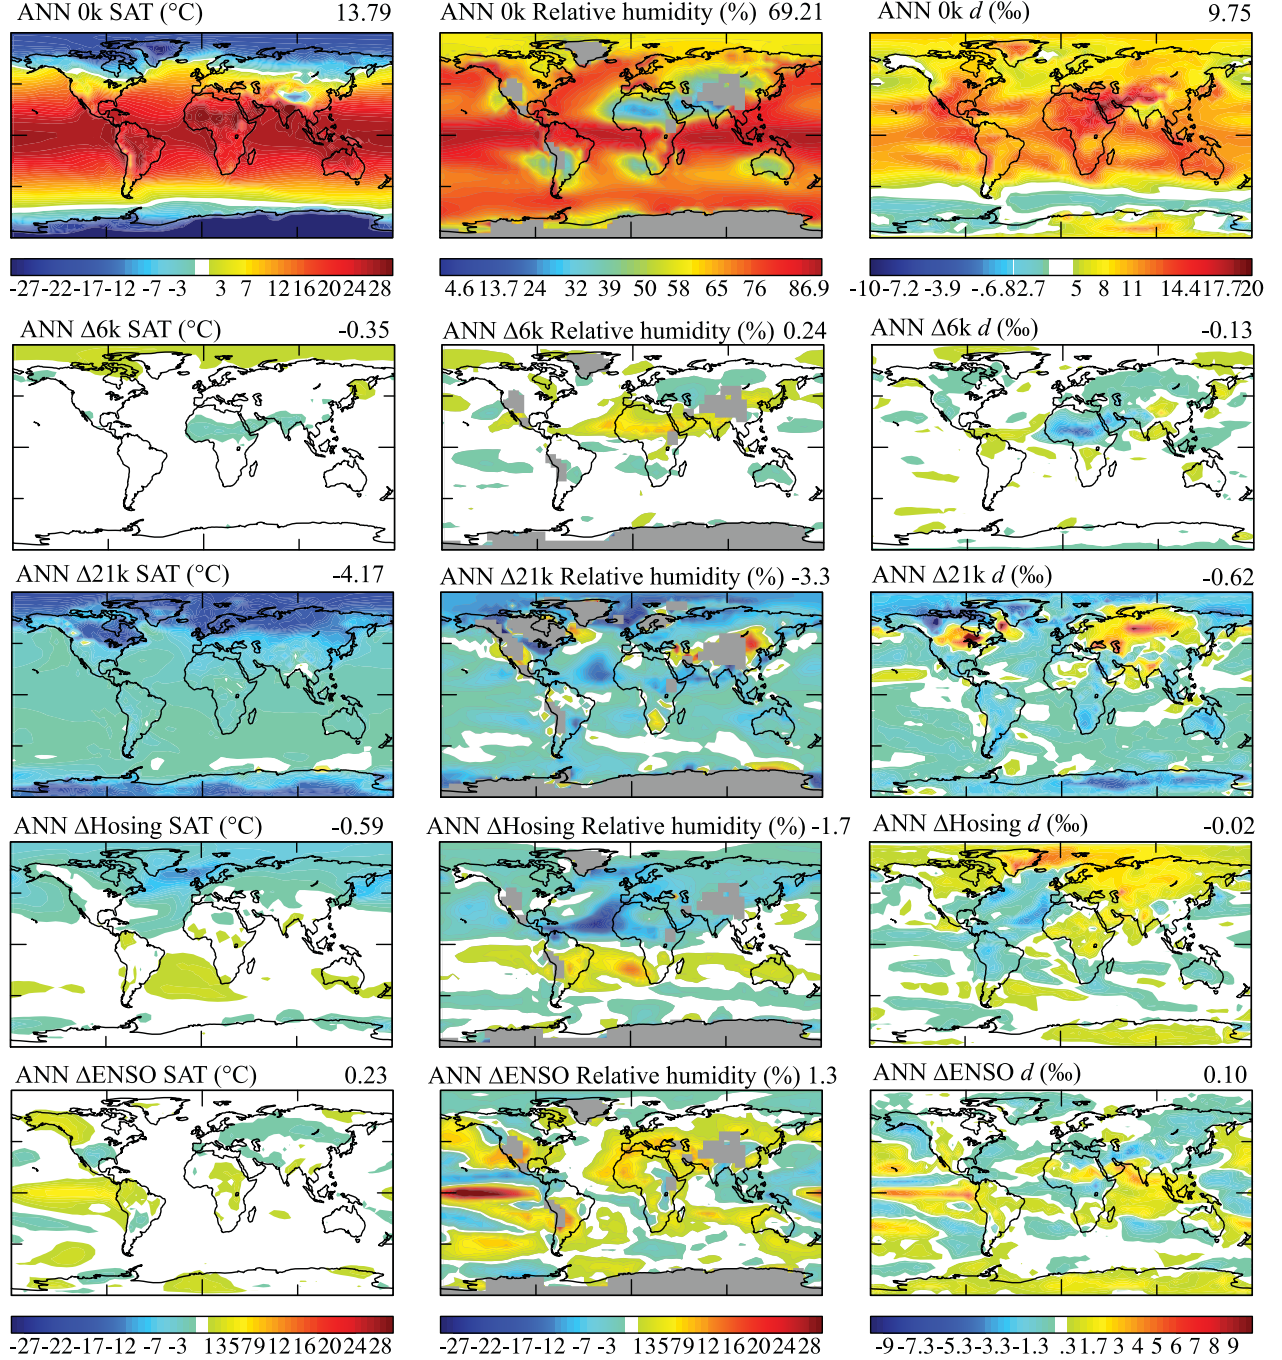 ANN 0k SAT (°C) 13.79
ANN 0k Relative humidity (%) 69.21
ANN 0k d (‰) 9.75
-27-22-17-12 -7 -3 3 7 1216202428
4.6 13.7 24 32 39 50 58 65 76 86.9
-10-7.2 -3.9 -.6.82.7 5 8 11 14.417.720
ANN Δ6k SAT (°C) -0.35
ANN Δ6k Relative humidity (%) 0.24
ANN Δ6k d (‰) -0.13
ANN Δ21k SAT (°C) -4.17
ANN Δ21k Relative humidity (%) -3.3
ANN Δ21k d (‰) -0.62
ANN ΔHosing SAT (°C) -0.59
ANN ΔHosing Relative humidity (%) -1.7
ANN ΔHosing d (‰) -0.02
ANN ΔENSO SAT (°C) 0.23
ANN ΔENSO Relative humidity (%) 1.3
ANN ΔENSO d (‰) 0.10
-27-22-17-12 -7 -3 13579121620 2428
-27-22-17-12 -7 -3 13579121620 2428
-9 -7.3-5.3-3.3-1.3 .31.7 3 4 5 6 7 8 9